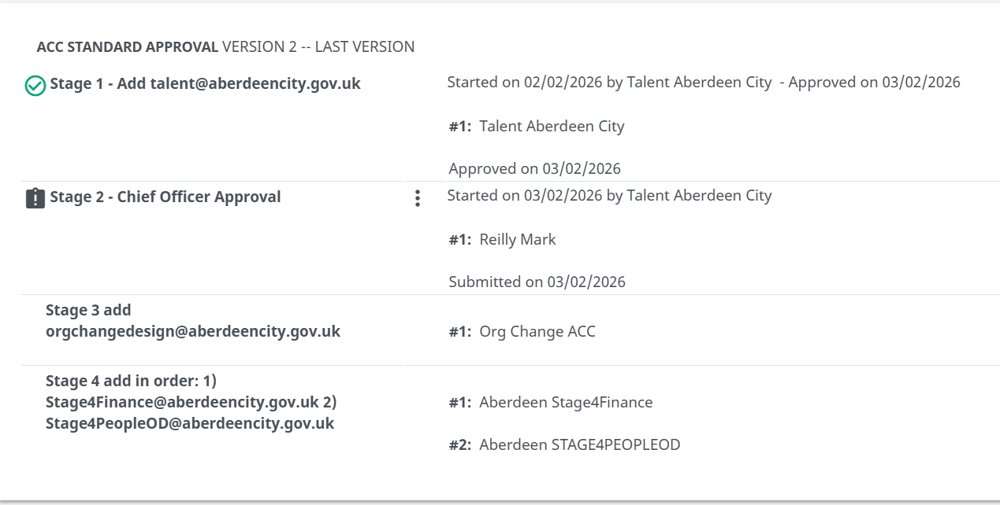 ACC STANDARD APPROVAL VERSION 2 -- LAST VERSION
Stage 1 - Add talent@aberdeencity.gov.uk
Started on 02/02/2026 by Talent Aberdeen City - Approved on 03/02/2026
#1: Talent Aberdeen City
Approved on 03/02/2026
Stage 2 - Chief Officer Approval
Started on 03/02/2026 by Talent Aberdeen City
#1: Reilly Mark
Submitted on 03/02/2026
Stage 3 add
orgchangedesign@aberdeencity.gov.uk
#1: Org Change ACC
Stage 4 add in order: 1)
Stage4Finance@aberdeencity.gov.uk 2)
Stage4PeopleOD@aberdeencity.gov.uk
#1: Aberdeen Stage4Finance
#2: Aberdeen STAGE4PEOPLEOD